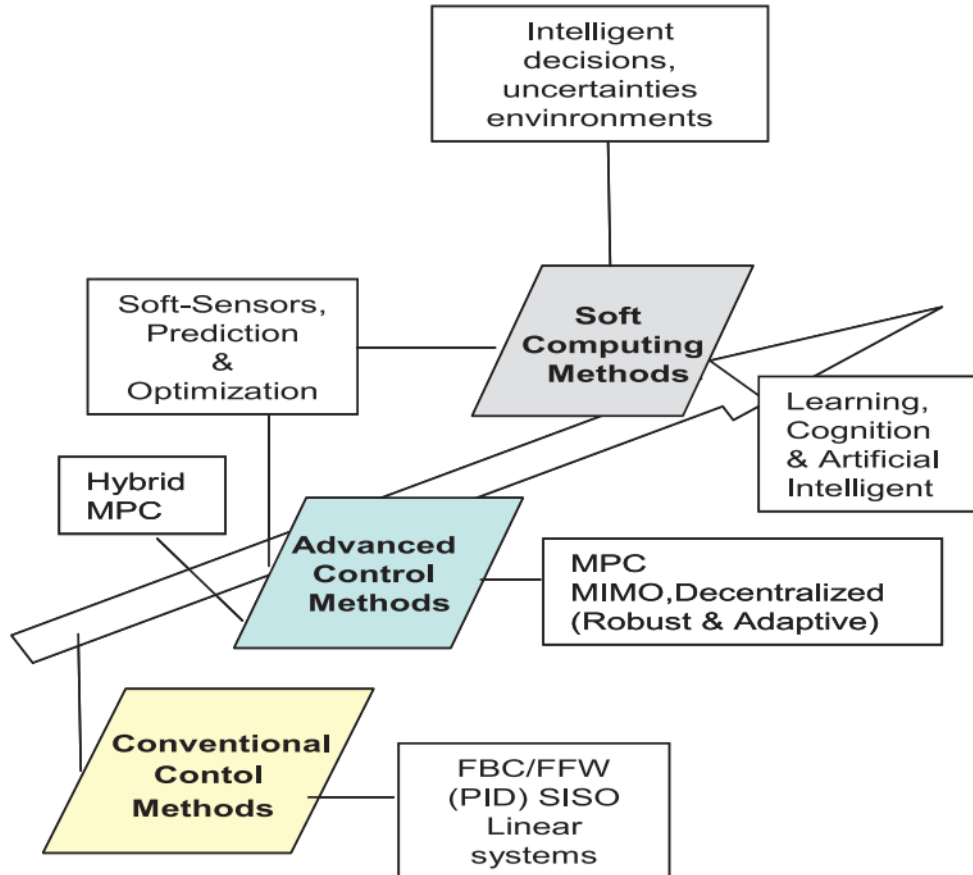 Intelligent
decisions,
uncertainties
envinronments
Soft-Sensors,
Prediction
&
Optimization
Soft
Computing
Methods
Learning,
Cognition
& Artificial
Intelligent
Hybrid
MPC
Advanced
Control
Methods
MPC
MIMO,Decentralized
(Robust & Adaptive)
Conventional
Contol
Methods
FBC/FFW
(PID) SISO
Linear
systems